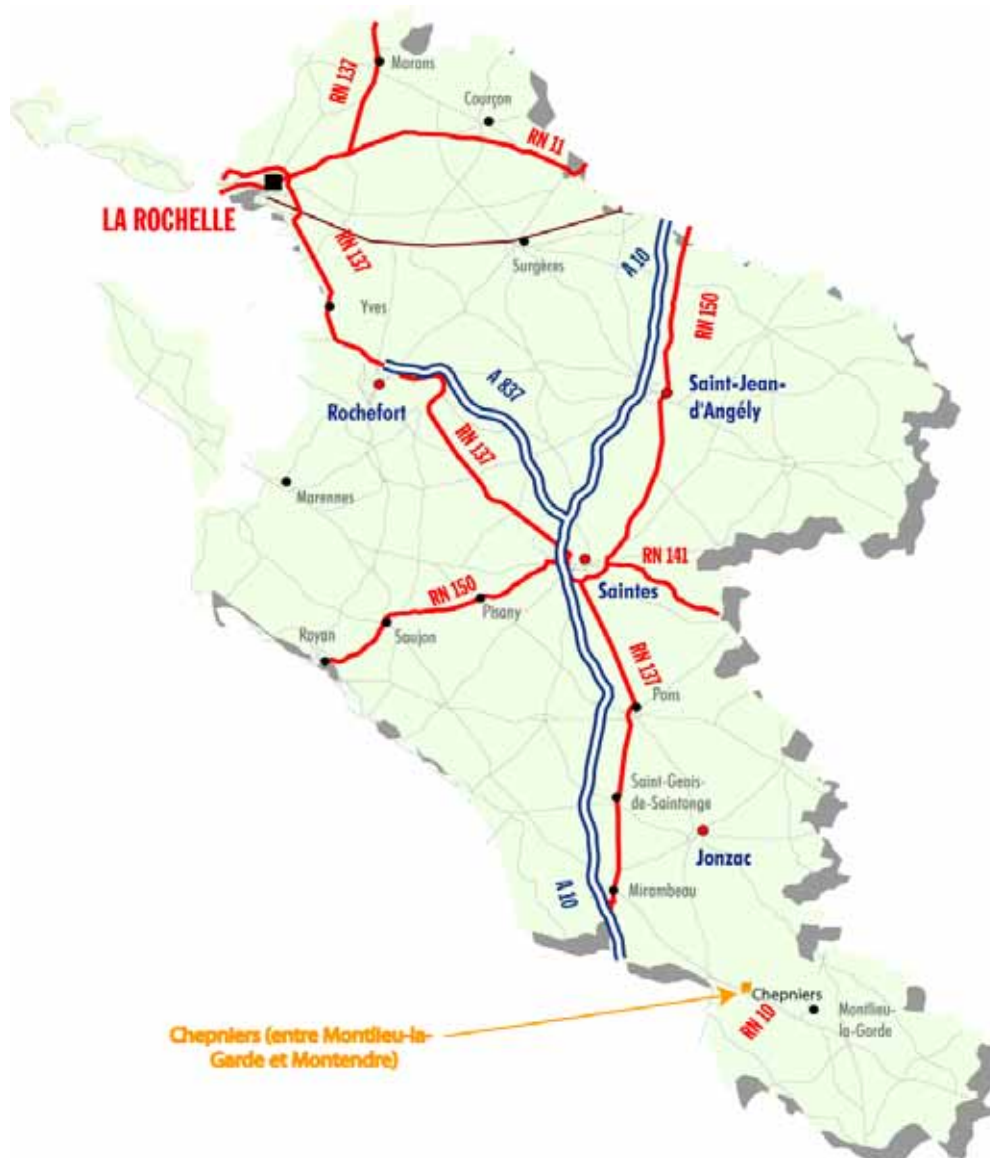 RN 137
Marans
Courçon
RN 11
LA ROCHELLE
RN 137
Surgères
A 10
RN 150
Yves
A 837
Rochefort
Saint-Jean-
d'Angély
RN 137
Marennes
RN 141
RN 150
Saintes
Pisany
Royan
Saujon
RN 137
Pons
Saint-Genis-
de-Saintonge
Jonzac
A 10
Mirambeau
Chepniers
RN 10
Montlieu-
la-Garde
Chepniers (entre Montlieu-la-
Garde et Montendre)